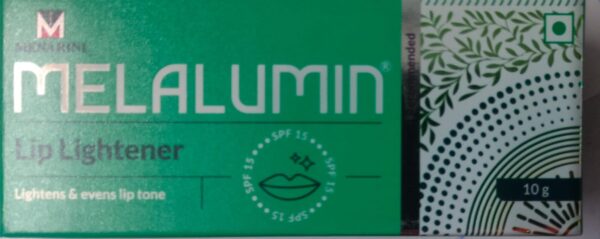 MENARINI
MELALUMIN®
Lip Lightener
Lightens & evens lip tone
SPF 15
SPF 15
SPF 15
SPF 15
10 g